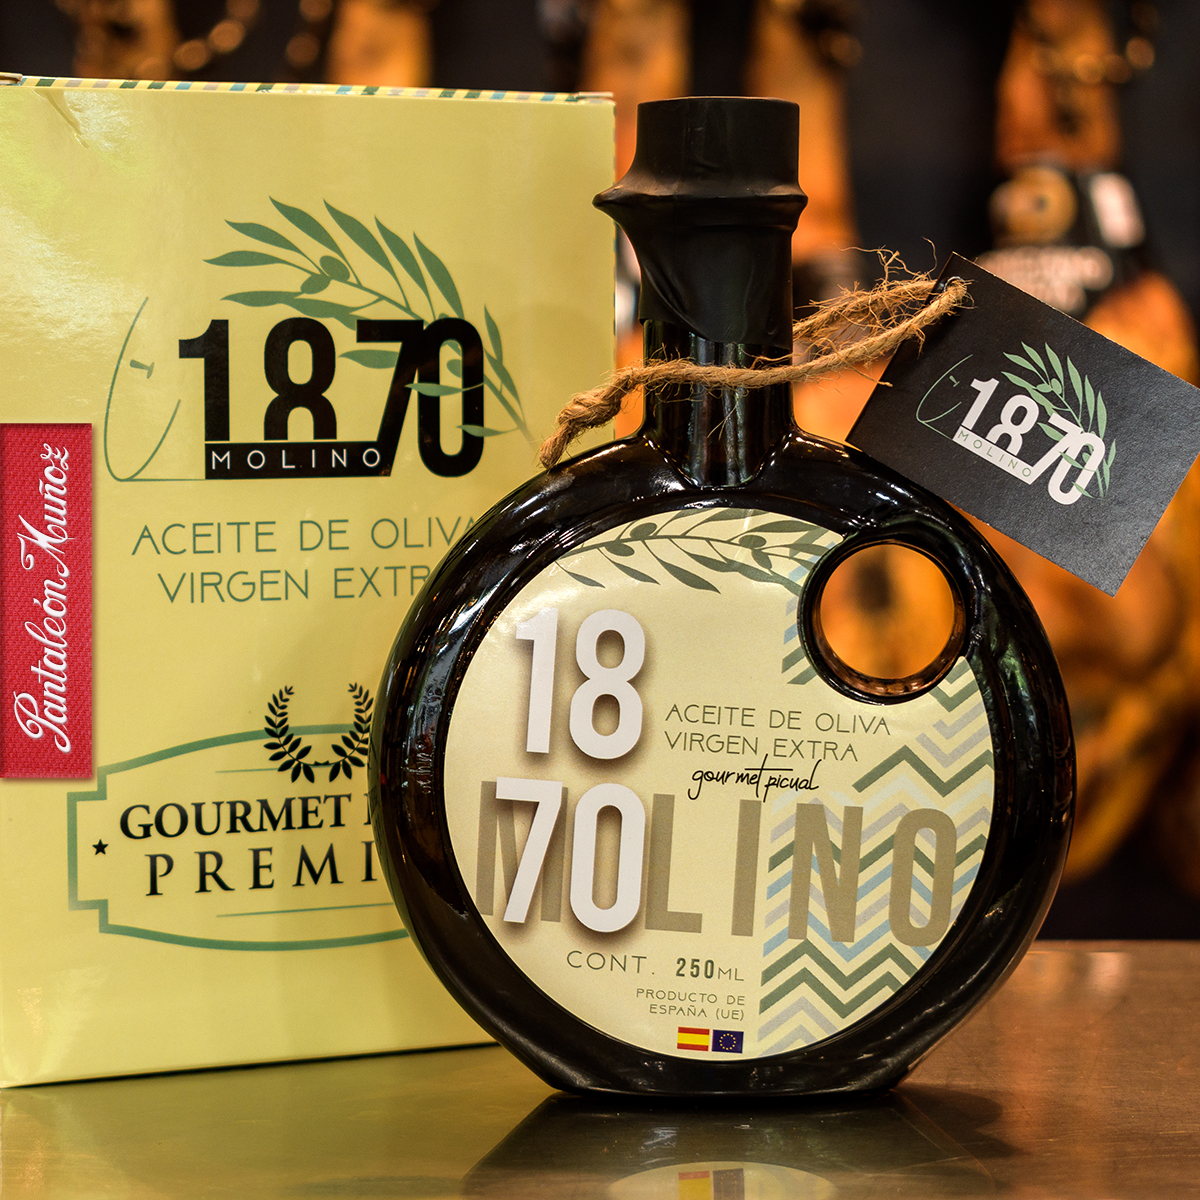 1870
MOLINO
ACEITE DE OLIVA
VIRGEN EXTR
GOURMET
PREMI
Pantaleón Muñoz
1870
MOLINO
18
70
MOLINO
ACEITE DE OLIVA
VIRGEN EXTRA
gourmet picual
CONT. 250ML
PRODUCTO DE
ESPAÑA (UE)